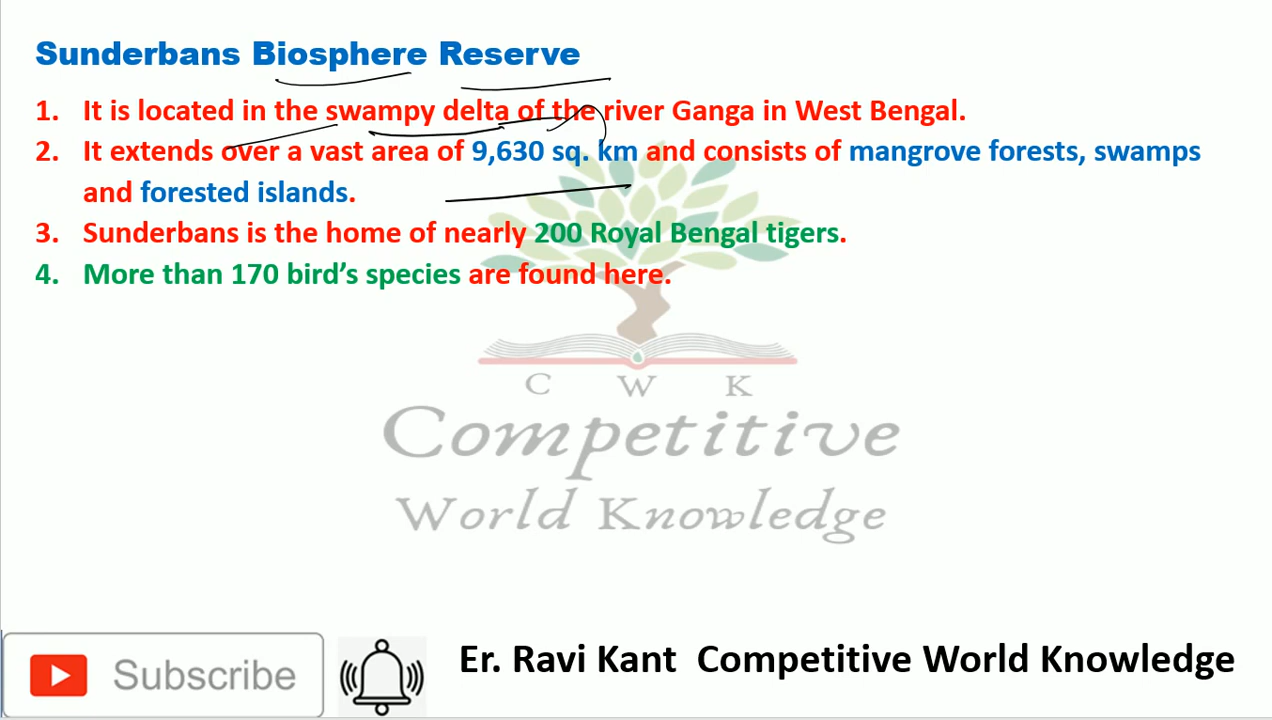 Sunderbans Biosphere Reserve
1. It is located in the swampy delta of the river Ganga in West Bengal.
2. It extends over a vast area of 9,630 sq. km and consists of mangrove forests, swamps
and forested islands.
3. Sunderbans is the home of nearly 200 Royal Bengal tigers.
4. More than 170 bird’s species are found here.
C W K
Competitive
World Knowledge
Subscribe
Er. Ravi Kant Competitive World Knowledge